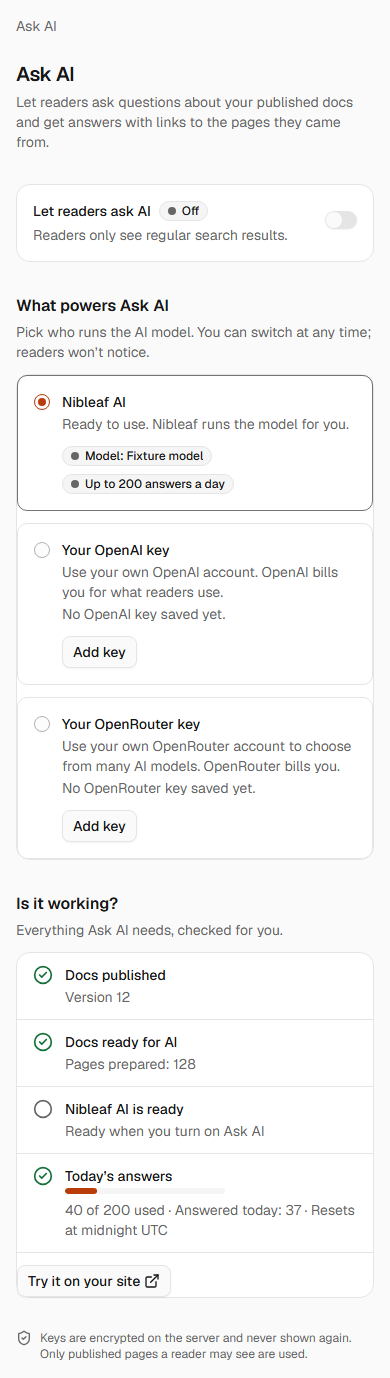 Ask AI
Ask AI
Let readers ask questions about your published docs
and get answers with links to the pages they came
from.
Let readers ask AI
Off
Readers only see regular search results.
What powers Ask AI
Pick who runs the AI model. You can switch at any time;
readers won't notice.
Nibleaf AI
Ready to use. Nibleaf runs the model for you.
Model: Fixture model
Up to 200 answers a day
Your OpenAI key
Use your own OpenAI account. OpenAI bills
you for what readers use.
No OpenAI key saved yet.
Add key
Your OpenRouter key
Use your own OpenRouter account to choose
from many AI models. OpenRouter bills you.
No OpenRouter key saved yet.
Add key
Is it working?
Everything Ask AI needs, checked for you.
Docs published
Version 12
Docs ready for AI
Pages prepared: 128
Nibleaf AI is ready
Ready when you turn on Ask AI
Today's answers
40 of 200 used · Answered today: 37 · Resets
at midnight UTC
Try it on your site
Keys are encrypted on the server and never shown again.
Only published pages a reader may see are used.